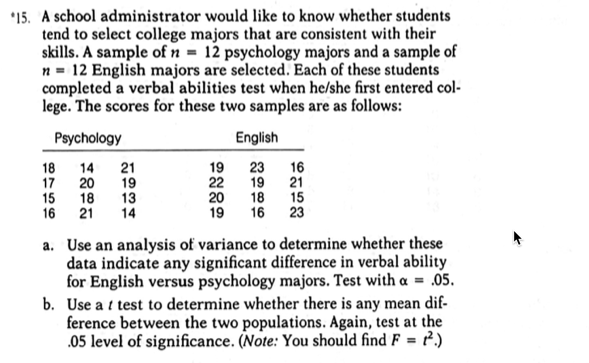 *15. A school administrator would like to know whether students
tend to select college majors that are consistent with their
skills. A sample of n = 12 psychology majors and a sample of
n = 12 English majors are selected. Each of these students
completed a verbal abilities test when he/she first entered col-
lege. The scores for these two samples are as follows:
Psychology English
18 14 21 19 23 16
17 20 19 22 19 21
15 18 13 20 18 15
16 21 14 19 16 23
a. Use an analysis of variance to determine whether these
data indicate any significant difference in verbal ability
for English versus psychology majors. Test with α = .05.
b. Use a t test to determine whether there is any mean dif-
ference between the two populations. Again, test at the
.05 level of significance. (Note: You should find F = t².)